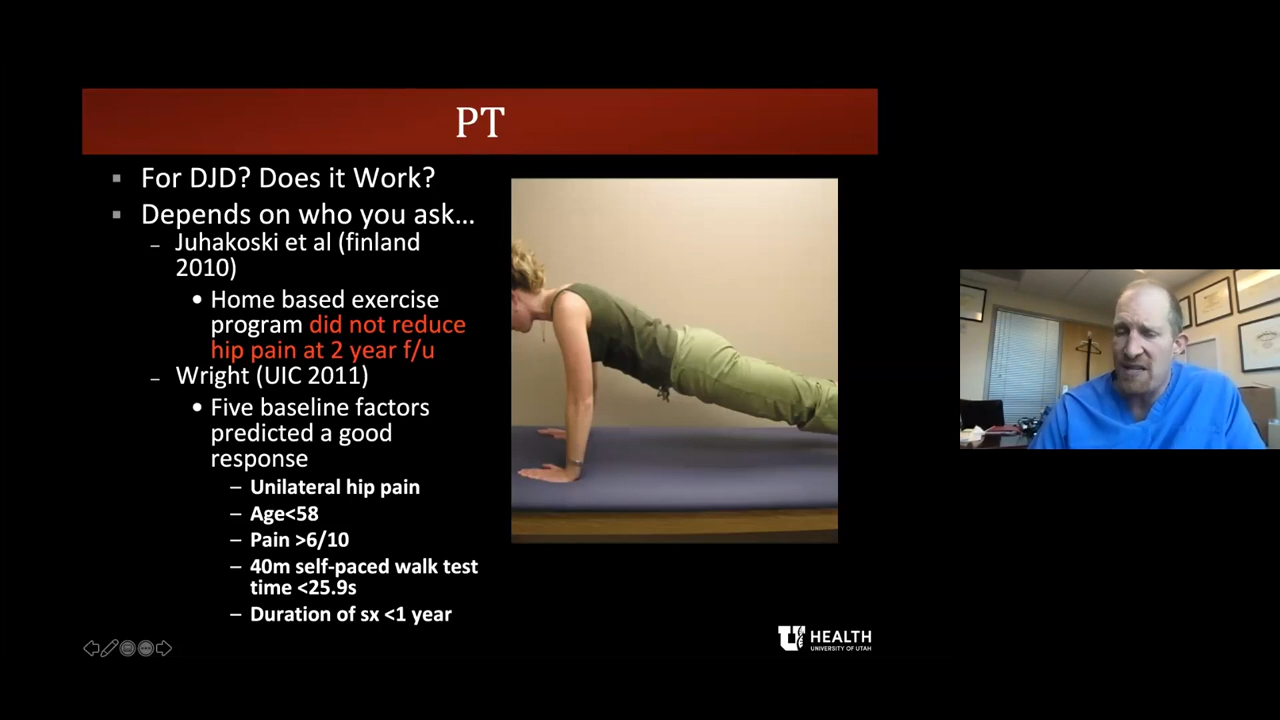 PT
For DJD? Does it Work?
Depends on who you ask…
Juhakoski et al (finland
2010)
Home based exercise
program did not reduce
hip pain at 2 year f/u
Wright (UIC 2011)
Five baseline factors
predicted a good
response
Unilateral hip pain
Age<58
Pain >6/10
40m self-paced walk test
time <25.9s
Duration of sx <1 year
U HEALTH
UNIVERSITY OF UTAH